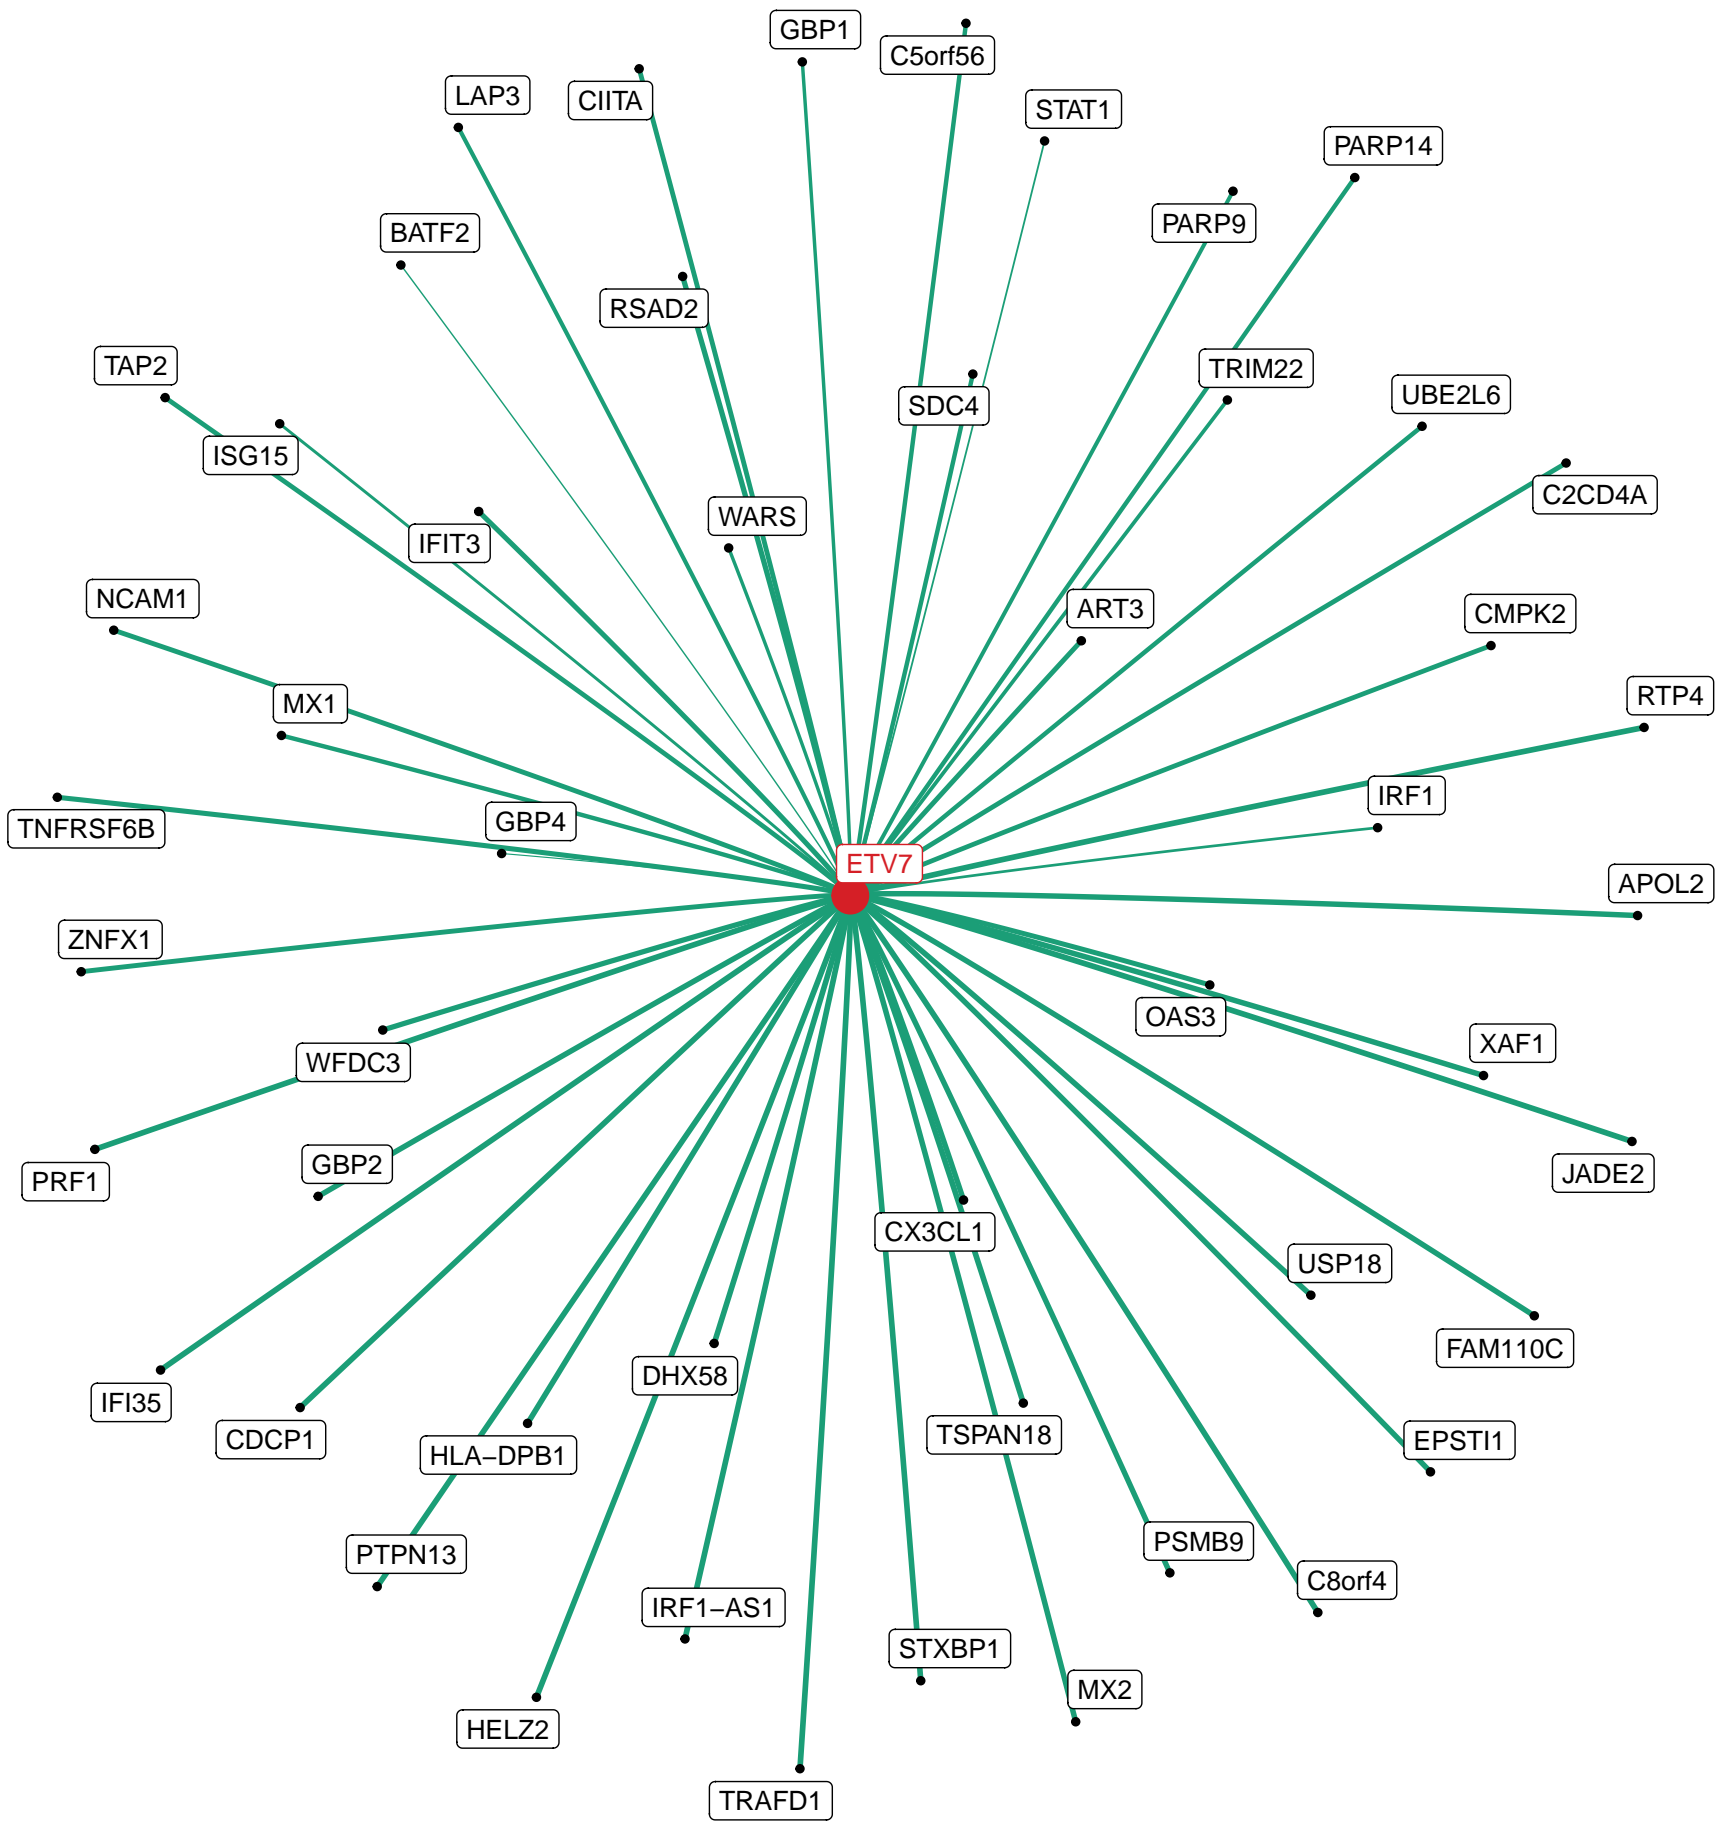 GBP1
C5orf56
LAP3
CIITA
STAT1
PARP14
PARP9
BATF2
RSAD2
TAP2
TRIM22
UBE2L6
SDC4
ISG15
C2CD4A
WARS
IFIT3
NCAM1
ART3
CMPK2
RTP4
MX1
IRF1
GBP4
TNFRSF6B
ETV7
APOL2
ZNFX1
OAS3
XAF1
WFDC3
GBP2
JADE2
PRF1
CX3CL1
USP18
FAM110C
DHX58
IFI35
TSPAN18
CDCP1
EPSTI1
HLA−DPB1
PSMB9
PTPN13
C8orf4
IRF1−AS1
STXBP1
MX2
HELZ2
TRAFD1